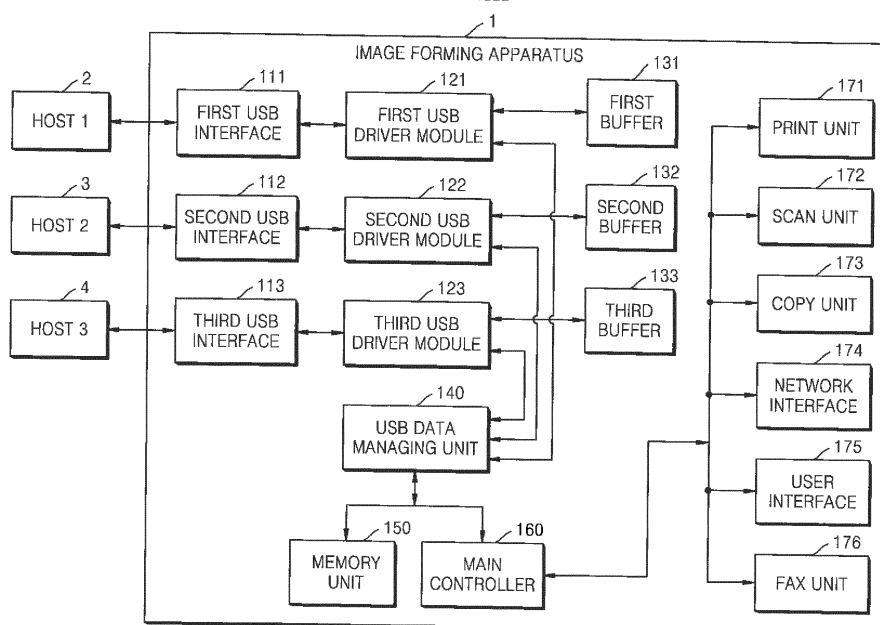 1
IMAGE FORMING APPARATUS
2
HOST 1
111
FIRST USB
INTERFACE
121
FIRST USB
DRIVER MODULE
131
FIRST
BUFFER
171
PRINT UNIT
3
HOST 2
112
SECOND USB
INTERFACE
122
SECOND USB
DRIVER MODULE
132
SECOND
BUFFER
172
SCAN UNIT
4
HOST 3
113
THIRD USB
INTERFACE
123
THIRD USB
DRIVER MODULE
133
THIRD
BUFFER
173
COPY UNIT
140
USB DATA
MANAGING UNIT
174
NETWORK
INTERFACE
175
USER
INTERFACE
150
MEMORY
UNIT
160
MAIN
CONTROLLER
176
FAX UNIT